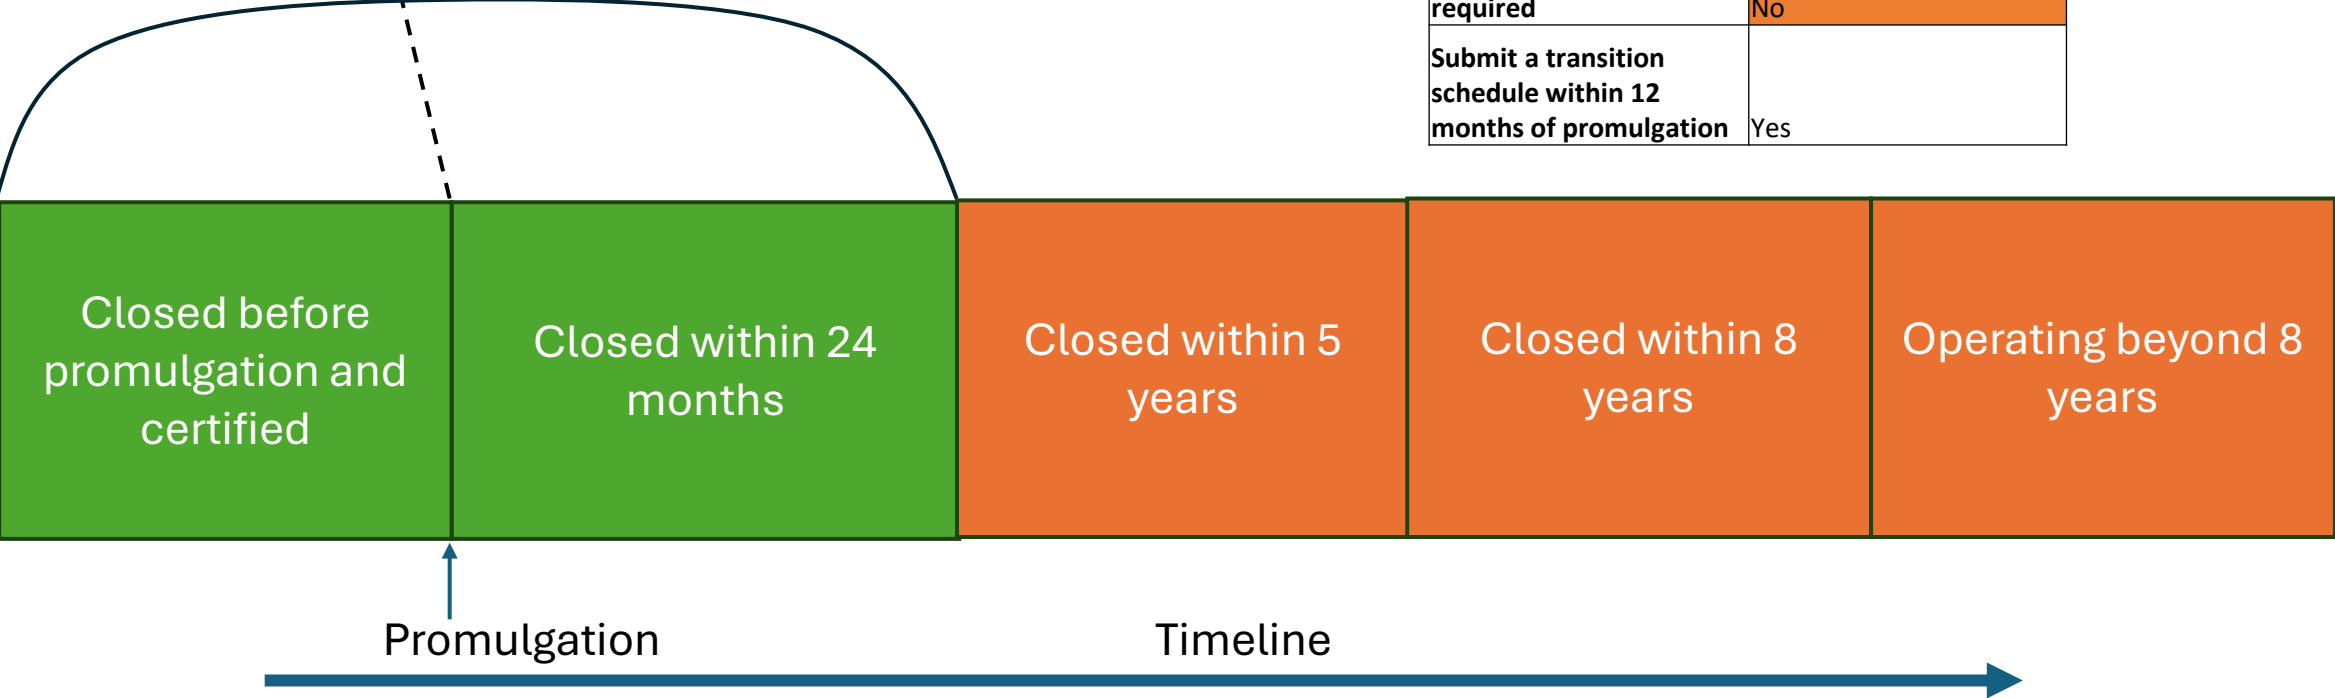 required No
Submit a transition
schedule within 12
months of promulgation Yes
Closed before
promulgation and
certified
Closed within 24
months
Closed within 5
years
Closed within 8
years
Operating beyond 8
years
Promulgation
Timeline